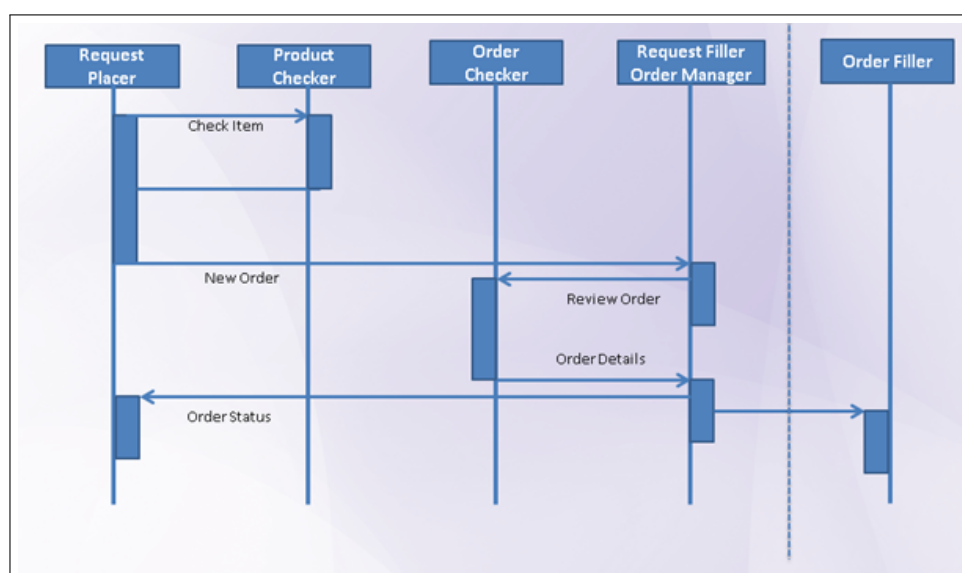 Request
Placer
Product
Checker
Order
Checker
Request Filler
Order Manager
Order Filler
Check Item
New Order
Review Order
Order Details
Order Status